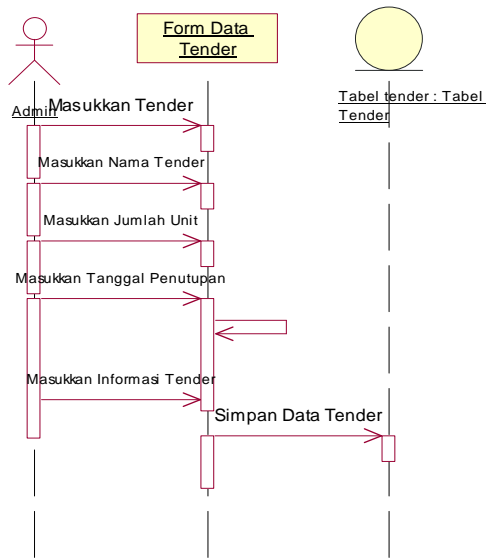 Form Data
Tender
Admin
Tabel tender : Tabel
Tender
Masukkan Tender
Masukkan Nama Tender
Masukkan Jumlah Unit
Masukkan Tanggal Penutupan
Masukkan Informasi Tender
Simpan Data Tender